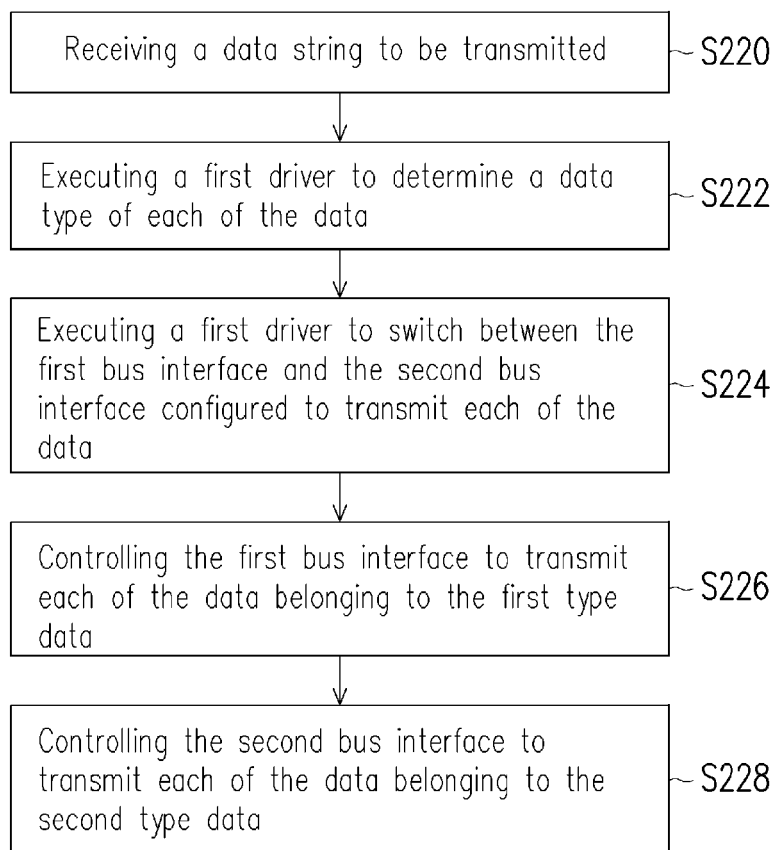 Receiving a data string to be transmitted
S220
Executing a first driver to determine a data
type of each of the data
S222
Executing a first driver to switch between the
first bus interface and the second bus
interface configured to transmit each of the
data
S224
Controlling the first bus interface to transmit
each of the data belonging to the first type
data
S226
Controlling the second bus interface to
transmit each of the data belonging to the
second type data
S228